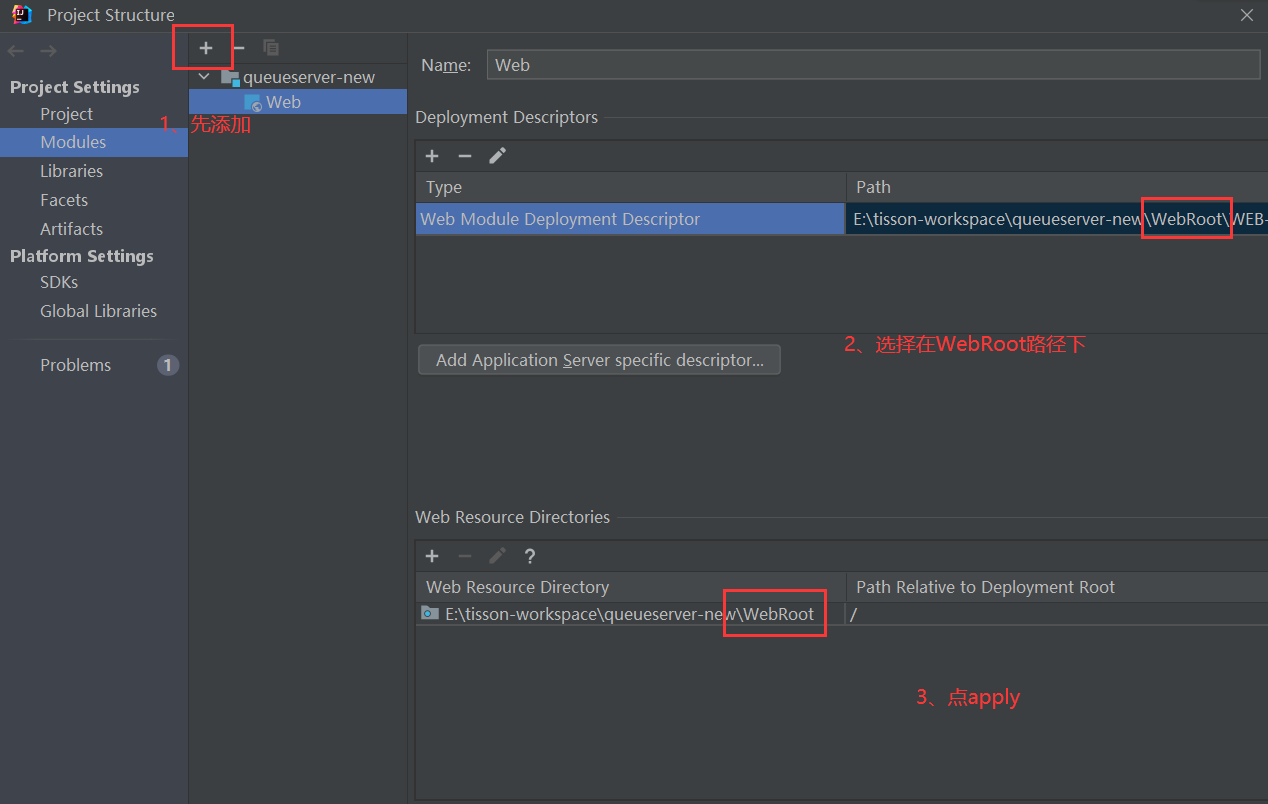 Project Structure
Project Settings
Project
Modules
Libraries
Facets
Artifacts
Platform Settings
SDKs
Global Libraries
Problems
1
queueserver-new
Web
1、先添加
Name:
Web
Deployment Descriptors
Type
Path
Web Module Deployment Descriptor
E:\tisson-workspace\queueserver-new\WebRoot\WEB-
2、选择在WebRoot路径下
Add Application Server specific descriptor...
Web Resource Directories
Web Resource Directory
Path Relative to Deployment Root
E:\tisson-workspace\queueserver-new\WebRoot
/
3、点apply